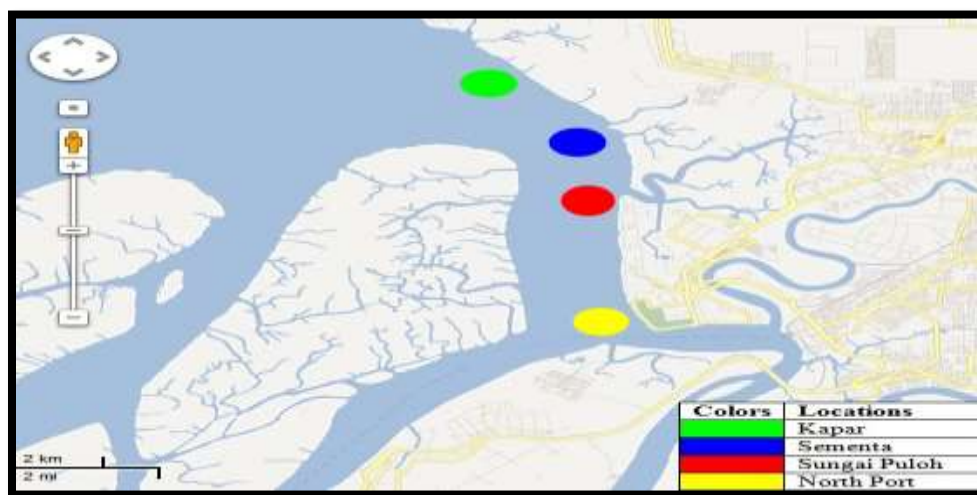 2 km
2 mi
Colors Locations
Kapar
Sementa
Sungai Puloh
North Port